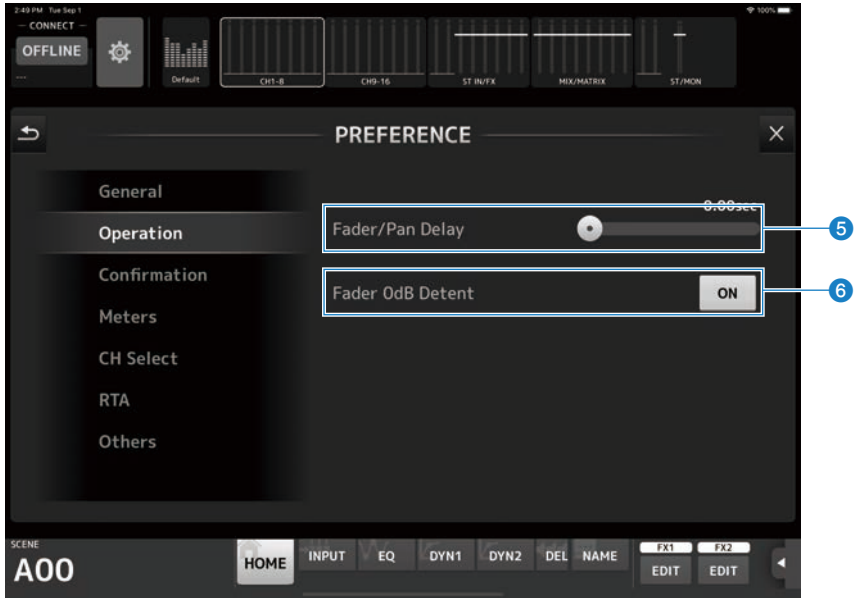 2:49 PM Tue Sep 1
100%
CONNECT
OFFLINE
---
Default
CH1-8
CH9-16
ST IN/FX
MIX/MATRIX
ST/MON
PREFERENCE
General
Operation
Confirmation
Meters
CH Select
RTA
Others
0.00sec
Fader/Pan Delay
5
Fader 0dB Detent
ON
6
SCENE
A00
HOME
INPUT
EQ
DYN1
DYN2
DEL
NAME
FX1
EDIT
FX2
EDIT